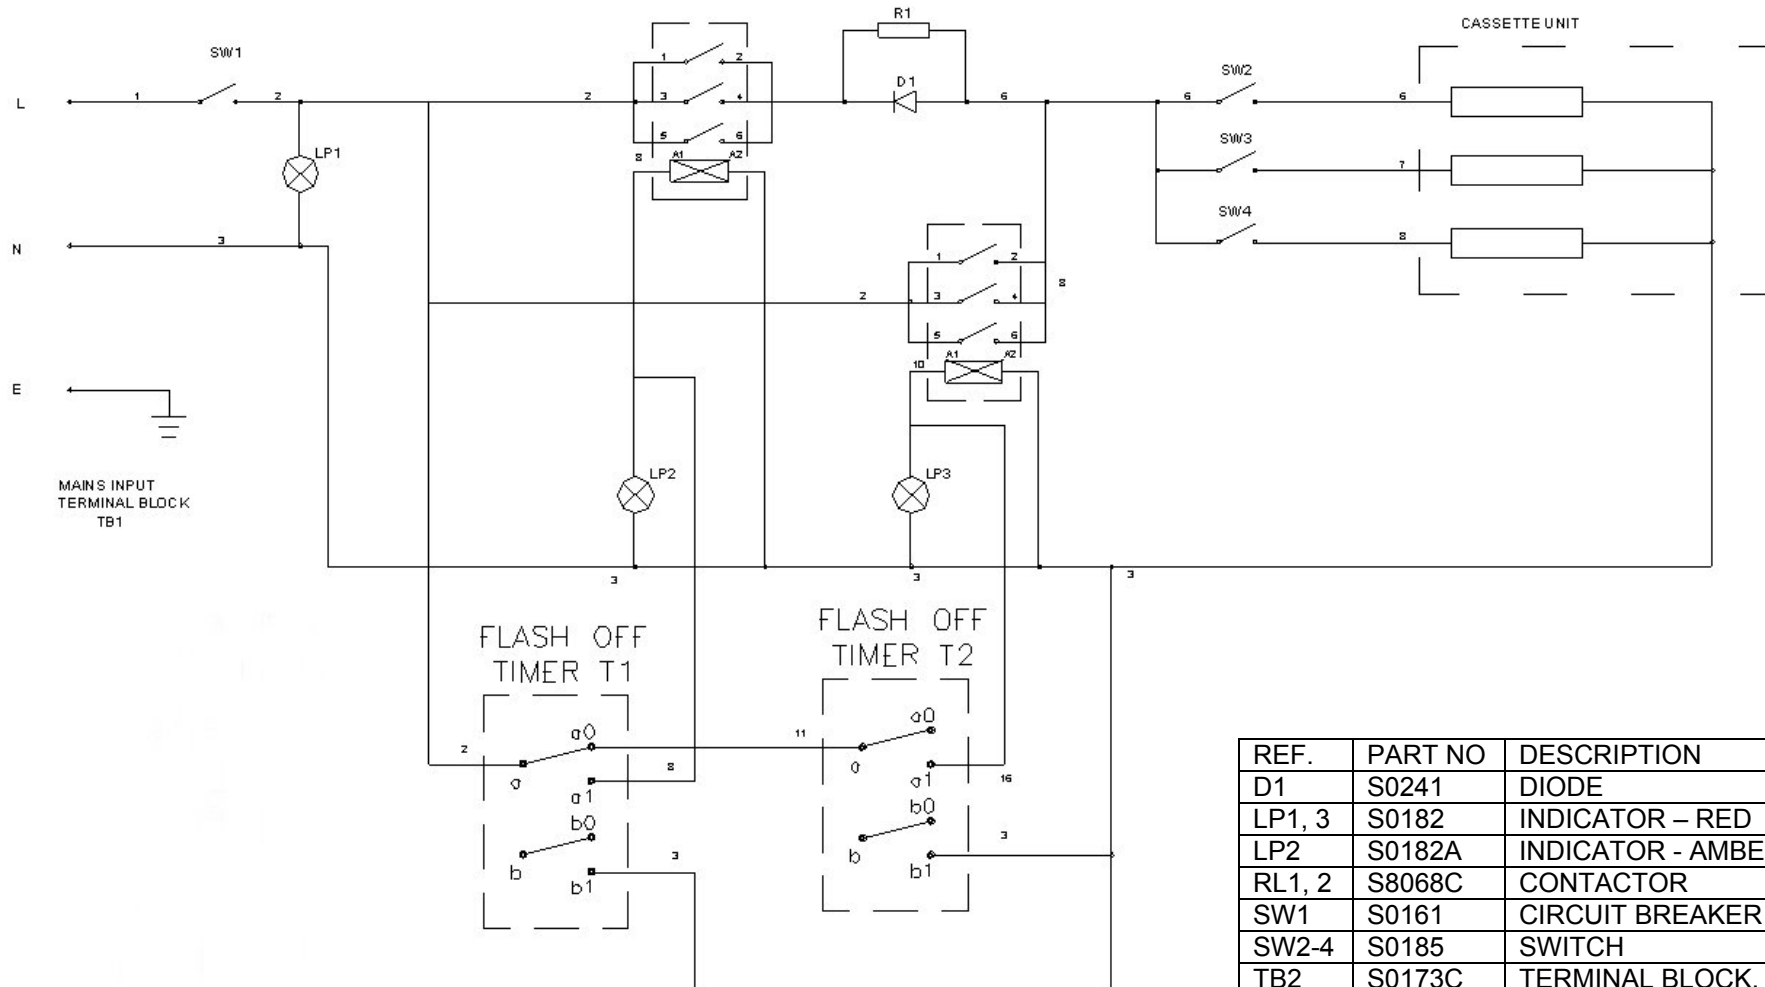 R1
CASSETTE UNIT
SW1
1 2
SW2
D1
L 1 2 2 3 4 6 6 6
SW3
5 6
LP1
8 A1 A2
7
SW4
N 3
8
1 2
2 3 4 8
5 6
A1 A2
10
E
LP2 LP3
MAINS INPUT
TERMINAL BLOCK
TB1
3 3 3
FLASH OFF
TIMER T1
FLASH OFF
TIMER T2
a0
a0
11
2
8
a
a
a1
16
a1
b0
b0
3
3
b
b
b1
b1
REF. PART NO DESCRIPTION
D1 S0241 DIODE
LP1, 3 S0182 INDICATOR – RED
LP2 S0182A INDICATOR - AMBE
RL1, 2 S8068C CONTACTOR
SW1 S0161 CIRCUIT BREAKER
SW2-4 S0185 SWITCH
TB2 S0173C TERMINAL BLOCK.